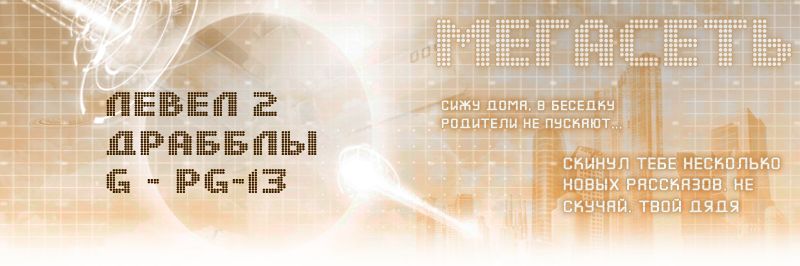 МЕГАСЕТЬ
ЛЕВЕЛ 2
ДРАББЛЫ
G - PG-13
СИЖУ ДОМА, В БЕСЕДКУ
РОДИТЕЛИ НЕ ПУСКАЮТ...
СКИНУЛ ТЕБЕ НЕСКОЛЬКО
НОВЫХ РАССКАЗОВ, НЕ
СКУЧАЙ, ТВОЙ ДЯДЯ